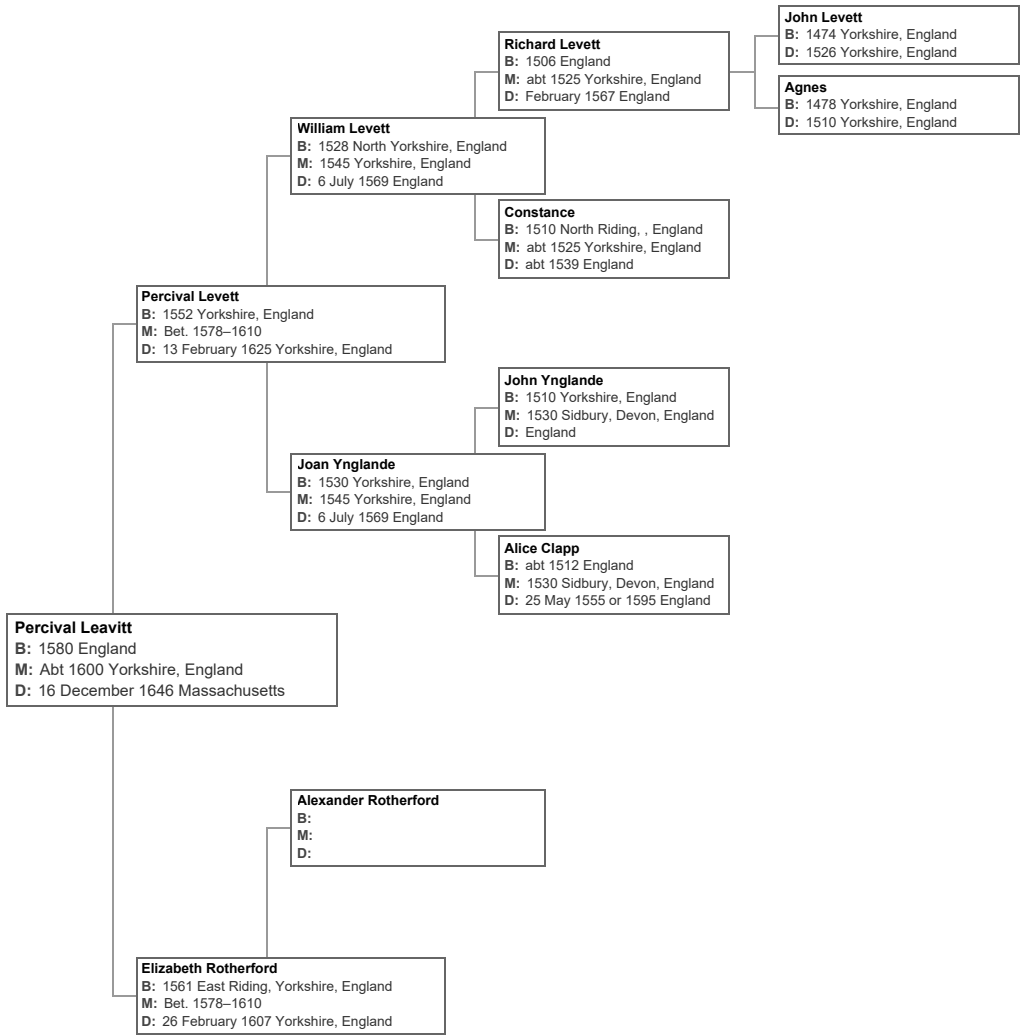 John Levett
B: 1474 Yorkshire, England
D: 1526 Yorkshire, England
Richard Levett
B: 1506 England
M: abt 1525 Yorkshire, England
D: February 1567 England
Agnes
B: 1478 Yorkshire, England
D: 1510 Yorkshire, England
William Levett
B: 1528 North Yorkshire, England
M: 1545 Yorkshire, England
D: 6 July 1569 England
Constance
B: 1510 North Riding, , England
M: abt 1525 Yorkshire, England
D: abt 1539 England
Percival Levett
B: 1552 Yorkshire, England
M: Bet. 1578–1610
D: 13 February 1625 Yorkshire, England
John Ynglande
B: 1510 Yorkshire, England
M: 1530 Sidbury, Devon, England
D: England
Joan Ynglande
B: 1530 Yorkshire, England
M: 1545 Yorkshire, England
D: 6 July 1569 England
Alice Clapp
B: abt 1512 England
M: 1530 Sidbury, Devon, England
D: 25 May 1555 or 1595 England
Percival Leavitt
B: 1580 England
M: Abt 1600 Yorkshire, England
D: 16 December 1646 Massachusetts
Alexander Rotherford
B:
M:
D:
Elizabeth Rotherford
B: 1561 East Riding, Yorkshire, England
M: Bet. 1578–1610
D: 26 February 1607 Yorkshire, England